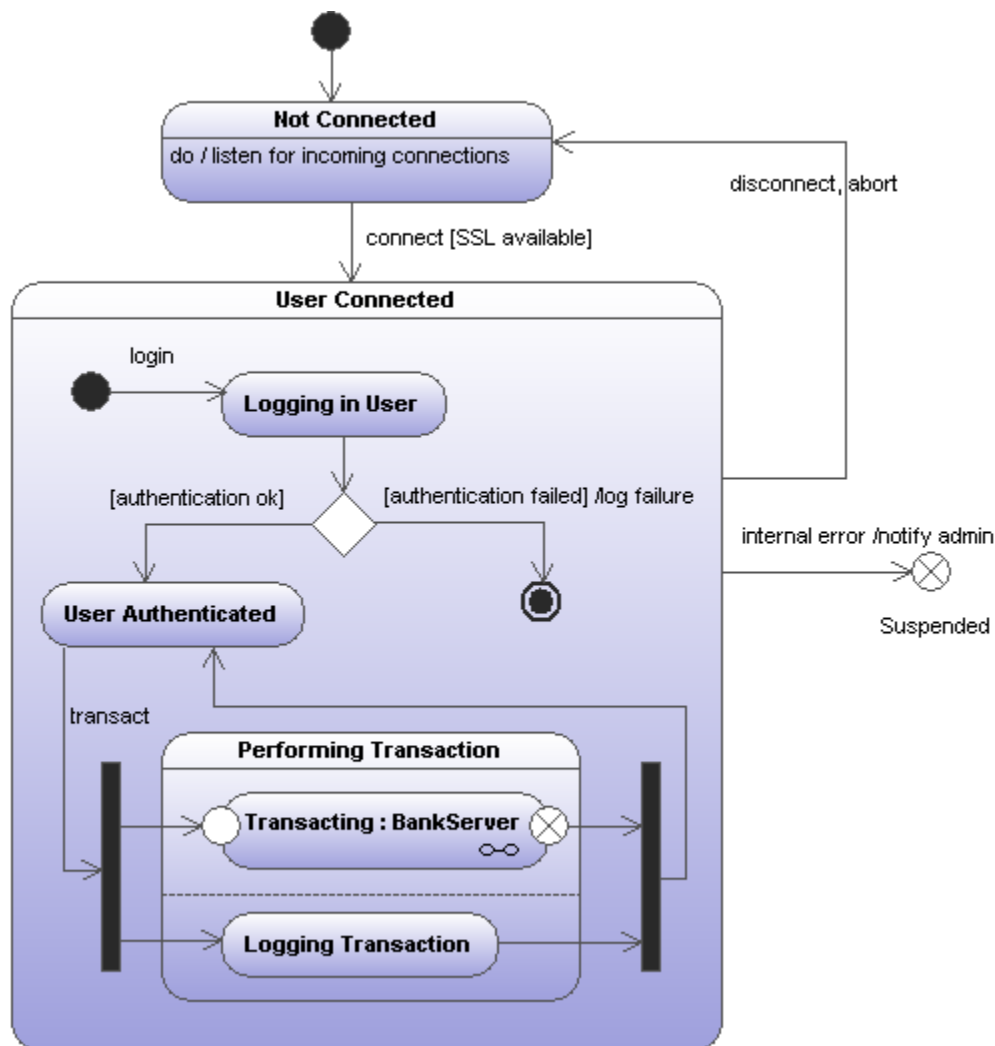 Not Connected
do / listen for incoming connections
disconnect, abort
connect [SSL available]
User Connected
login
Logging in User
[authentication ok]
[authentication failed] /log failure
internal error /notify admin
User Authenticated
Suspended
transact
Performing Transaction
Transacting : BankServer
Logging Transaction